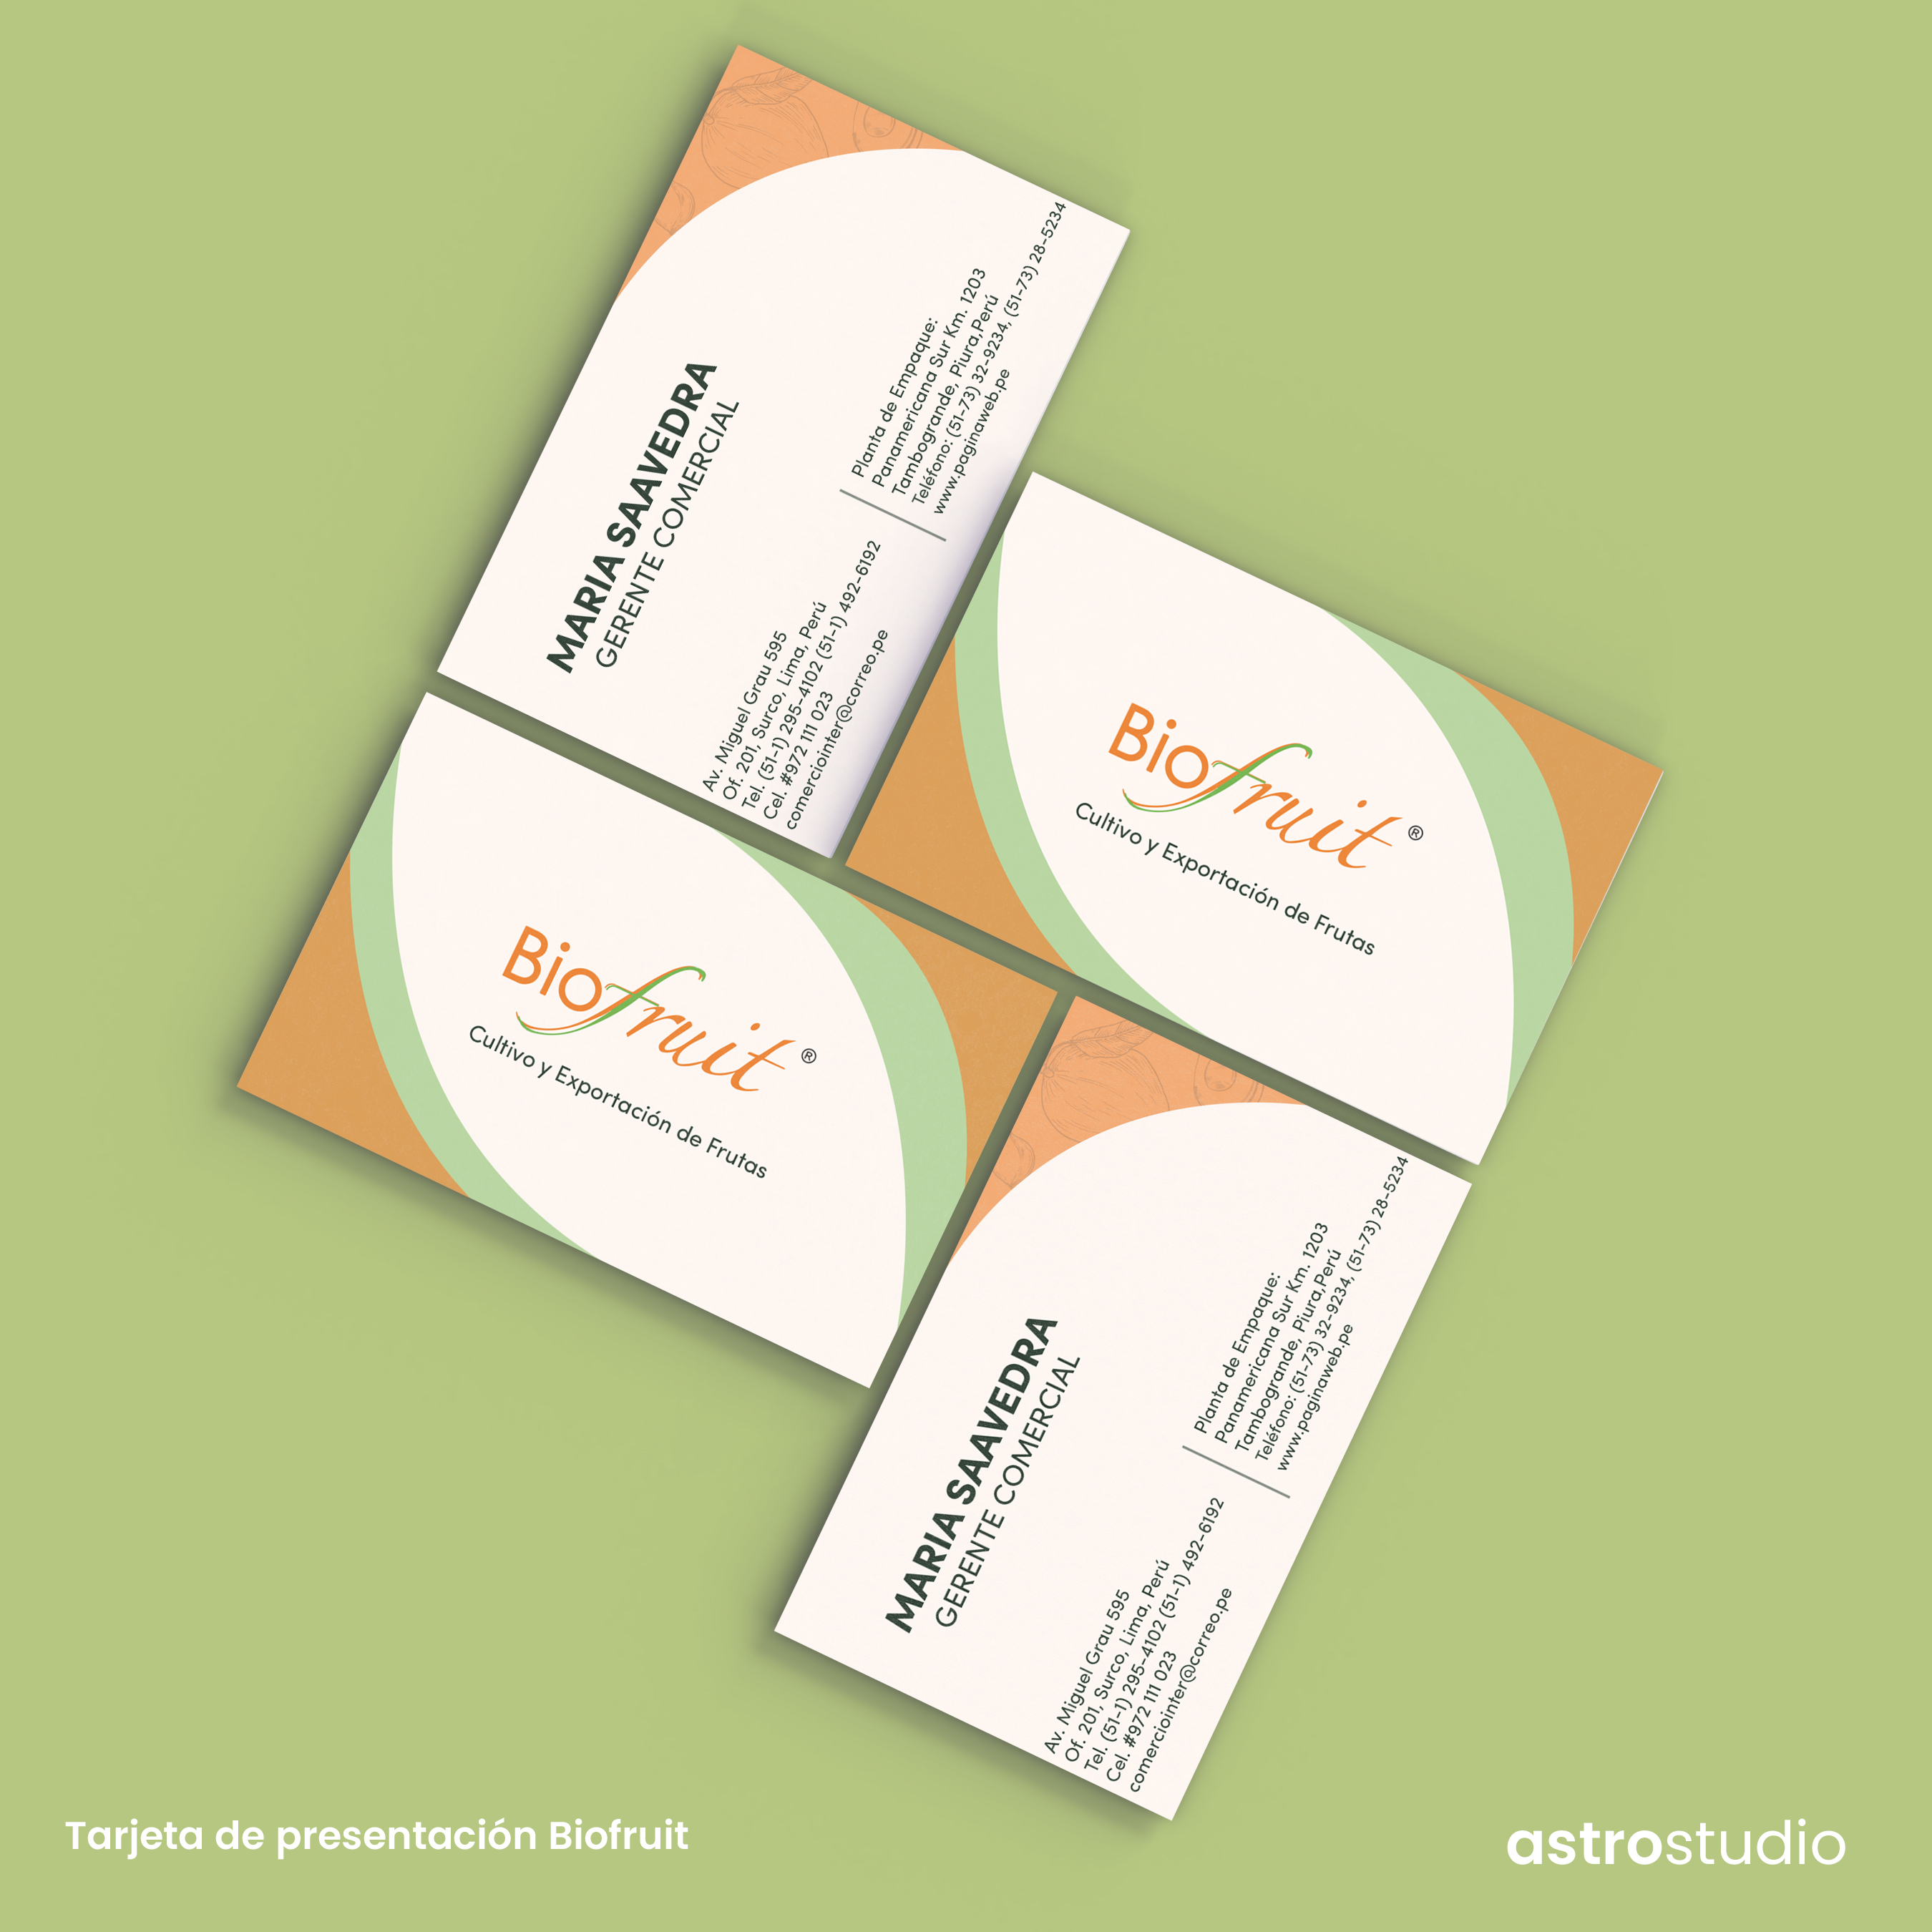 MARIA SAAVEDRA
GERENTE COMERCIAL
Av. Miguel Grau 595
Of. 201, Surco, Lima, Perú
Tel. (51-1) 295-4102 (51-1) 492-6192
Cel. #972 111 023
comerciointer@correo.pe
Planta de Empaque:
Panamericana Sur Km. 1203
Tambogrande, Piura,Perú
Teléfono: (51-73) 32-9234, (51-73) 28-5234
www.paginaweb.pe
Biofruit ®
Cultivo y Exportación de Frutas
Biofruit ®
Cultivo y Exportación de Frutas
MARIA SAAVEDRA
GERENTE COMERCIAL
Av. Miguel Grau 595
Of. 201, Surco, Lima, Perú
Tel. (51-1) 295-4102 (51-1) 492-6192
Cel. #972 111 023
comerciointer@correo.pe
Planta de Empaque:
Panamericana Sur Km. 1203
Tambogrande, Piura,Perú
Teléfono: (51-73) 32-9234, (51-73) 28-5234
www.paginaweb.pe
Tarjeta de presentación Biofruit
astrostudio